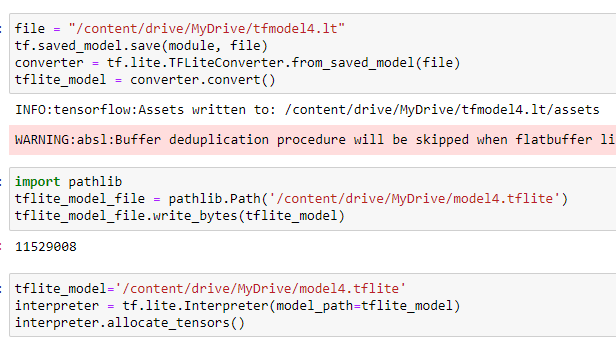 file = "/content/drive/MyDrive/tfmodel4.lt"
tf.saved_model.save(module, file)
converter = tf.lite.TFLiteConverter.from_saved_model(file)
tflite_model = converter.convert()
INFO:tensorflow:Assets written to: /content/drive/MyDrive/tfmodel4.lt/assets
WARNING:absl:Buffer deduplication procedure will be skipped when flatbuffer li
import pathlib
tflite_model_file = pathlib.Path('/content/drive/MyDrive/model4.tflite')
tflite_model_file.write_bytes(tflite_model)
11529008
tflite_model='/content/drive/MyDrive/model4.tflite'
interpreter = tf.lite.Interpreter(model_path=tflite_model)
interpreter.allocate_tensors()